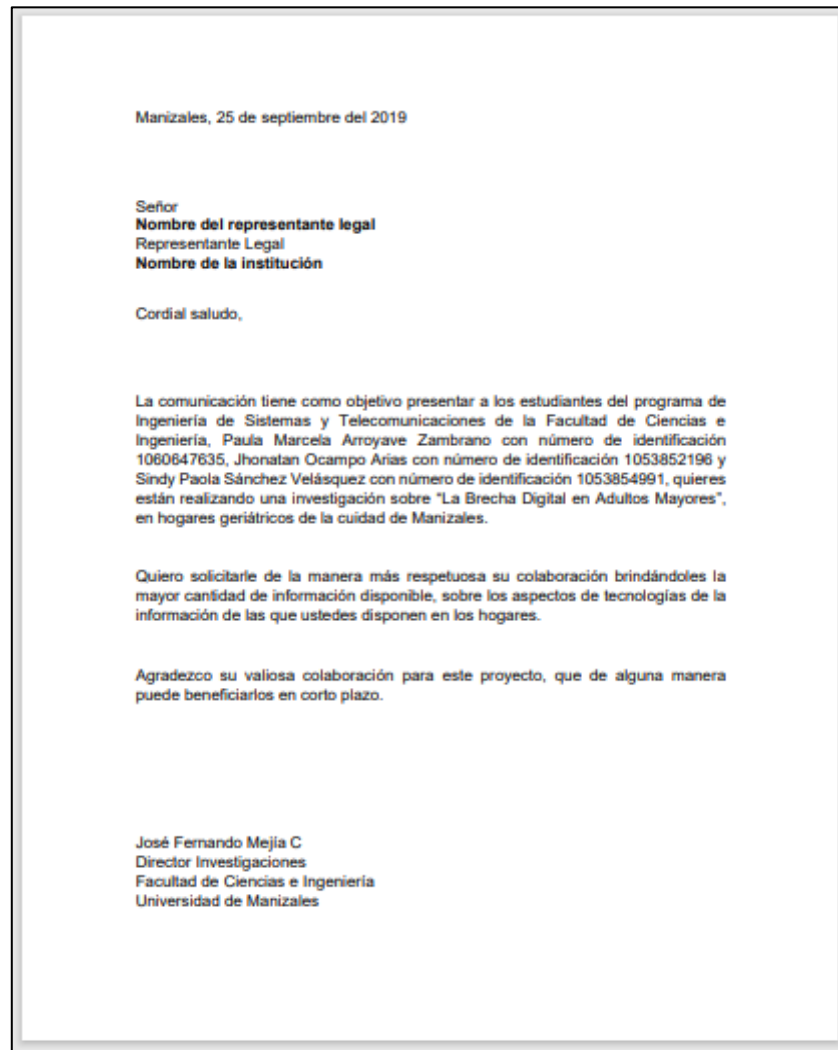 Manizales, 25 de septiembre del 2019
Señor
Nombre del representante legal
Representante Legal
Nombre de la institución
Cordial saludo,
La comunicación tiene como objetivo presentar a los estudiantes del programa de
Ingeniería de Sistemas y Telecomunicaciones de la Facultad de Ciencias e
Ingeniería, Paula Marcela Arroyave Zambrano con número de identificación
1060647635, Jhonatan Ocampo Arias con número de identificación 1053852196 y
Sindy Paola Sánchez Velásquez con número de identificación 1053854991, quieres
están realizando una investigación sobre “La Brecha Digital en Adultos Mayores”,
en hogares geriátricos de la cuidad de Manizales.
Quiero solicitarle de la manera más respetuosa su colaboración brindándoles la
mayor cantidad de información disponible, sobre los aspectos de tecnologías de la
información de las que ustedes disponen en los hogares.
Agradezco su valiosa colaboración para este proyecto, que de alguna manera
puede beneficiarlos en corto plazo.
José Fernando Mejía C
Director Investigaciones
Facultad de Ciencias e Ingeniería
Universidad de Manizales